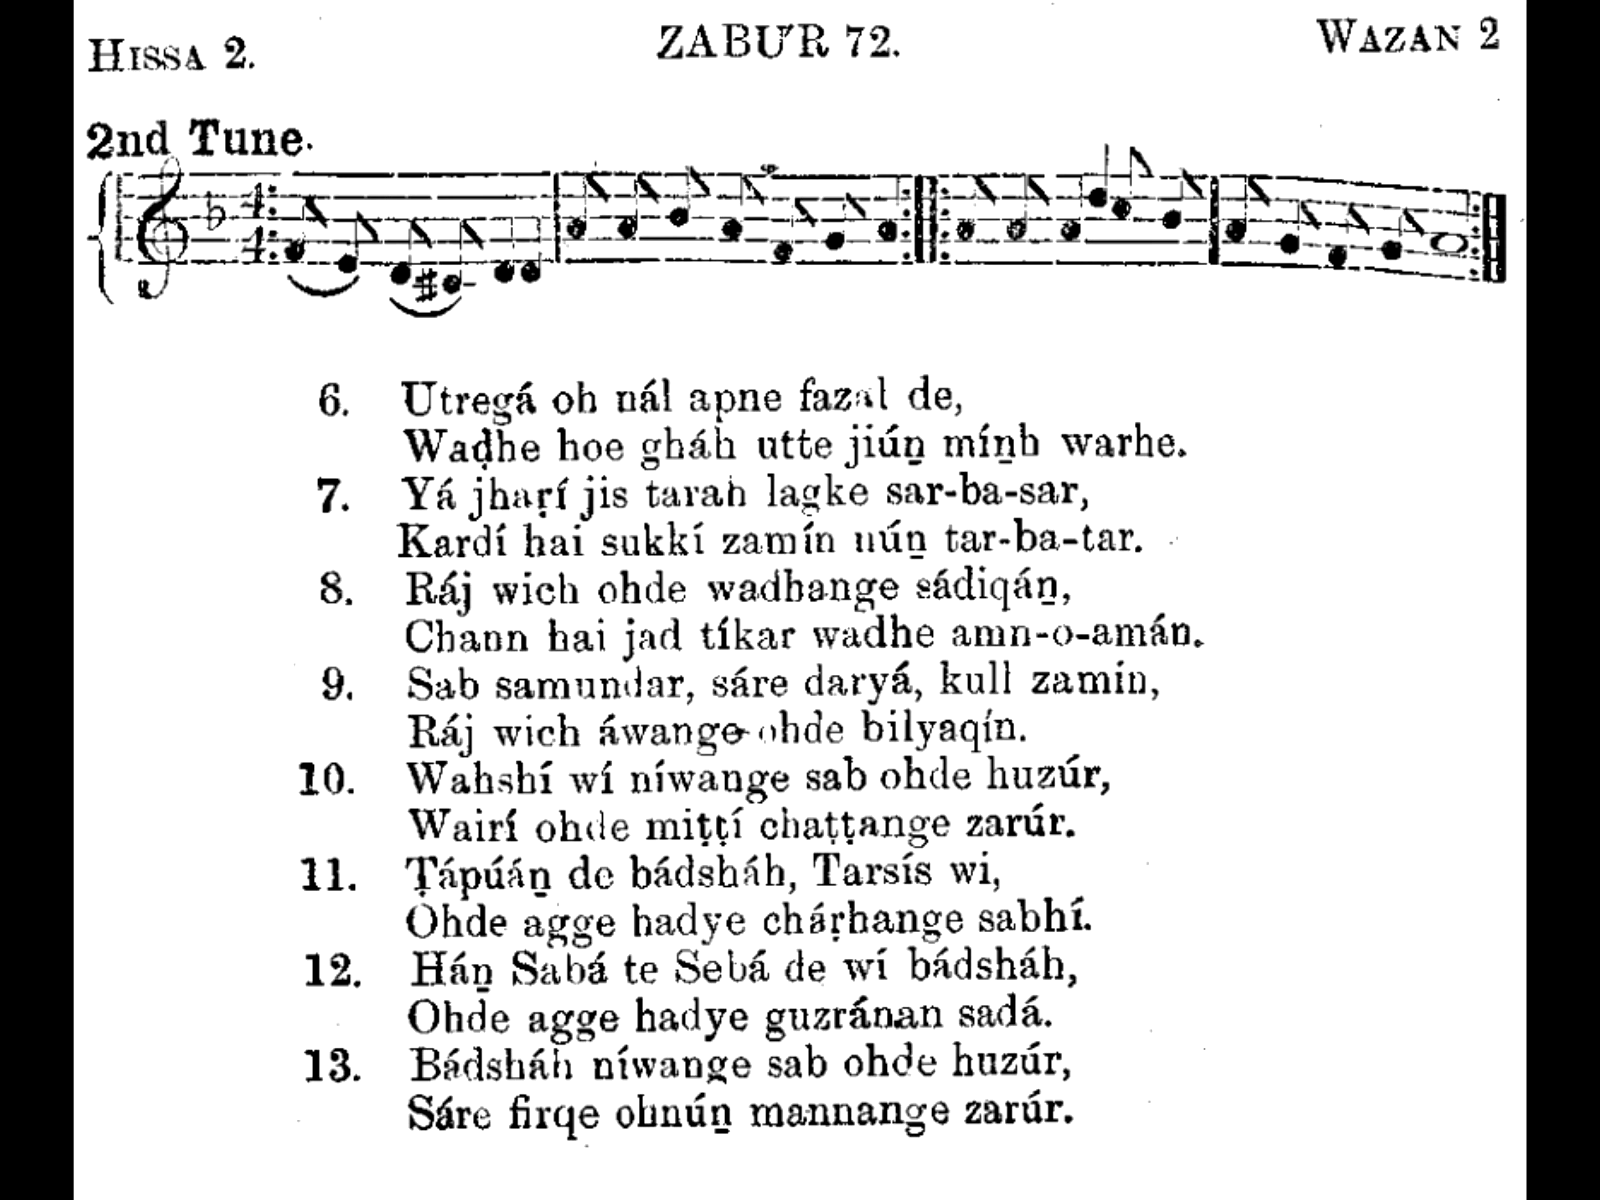 HISSA 2.
ZABÚR 72.
WAZAN 2
2nd Tune.
6. Utregá oh nál apne fazal de,
Waḍhe hoe gháh utte jiúṉ míṉh warhe.
7. Yá jhaṛí jis tarah lagke sar-ba-sar,
Kardí hai sukkí zamín núṉ tar-ba-tar.
8. Ráj wich ohde wadhange sádiqáṉ,
Chann hai jad tíkar wadhe amn-o-amán.
9. Sab samundar, sáre daryá, kull zamin,
Ráj wich áwange ohde bilyaqín.
10. Wahshí wí níwange sab ohde huzúr,
Wairí ohde miṭṭí chaṭṭange zarúr.
11. Ṭápúáṉ de bádsháh, Tarsís wi,
Ohde agge hadye cháṛhange sabhí.
12. Háṉ Sabá te Sebá de wí bádsháh,
Ohde agge hadye guzránan sadá.
13. Bádsháh níwange sab ohde huzúr,
Sáre firqe ohnúṉ mannange zarúr.